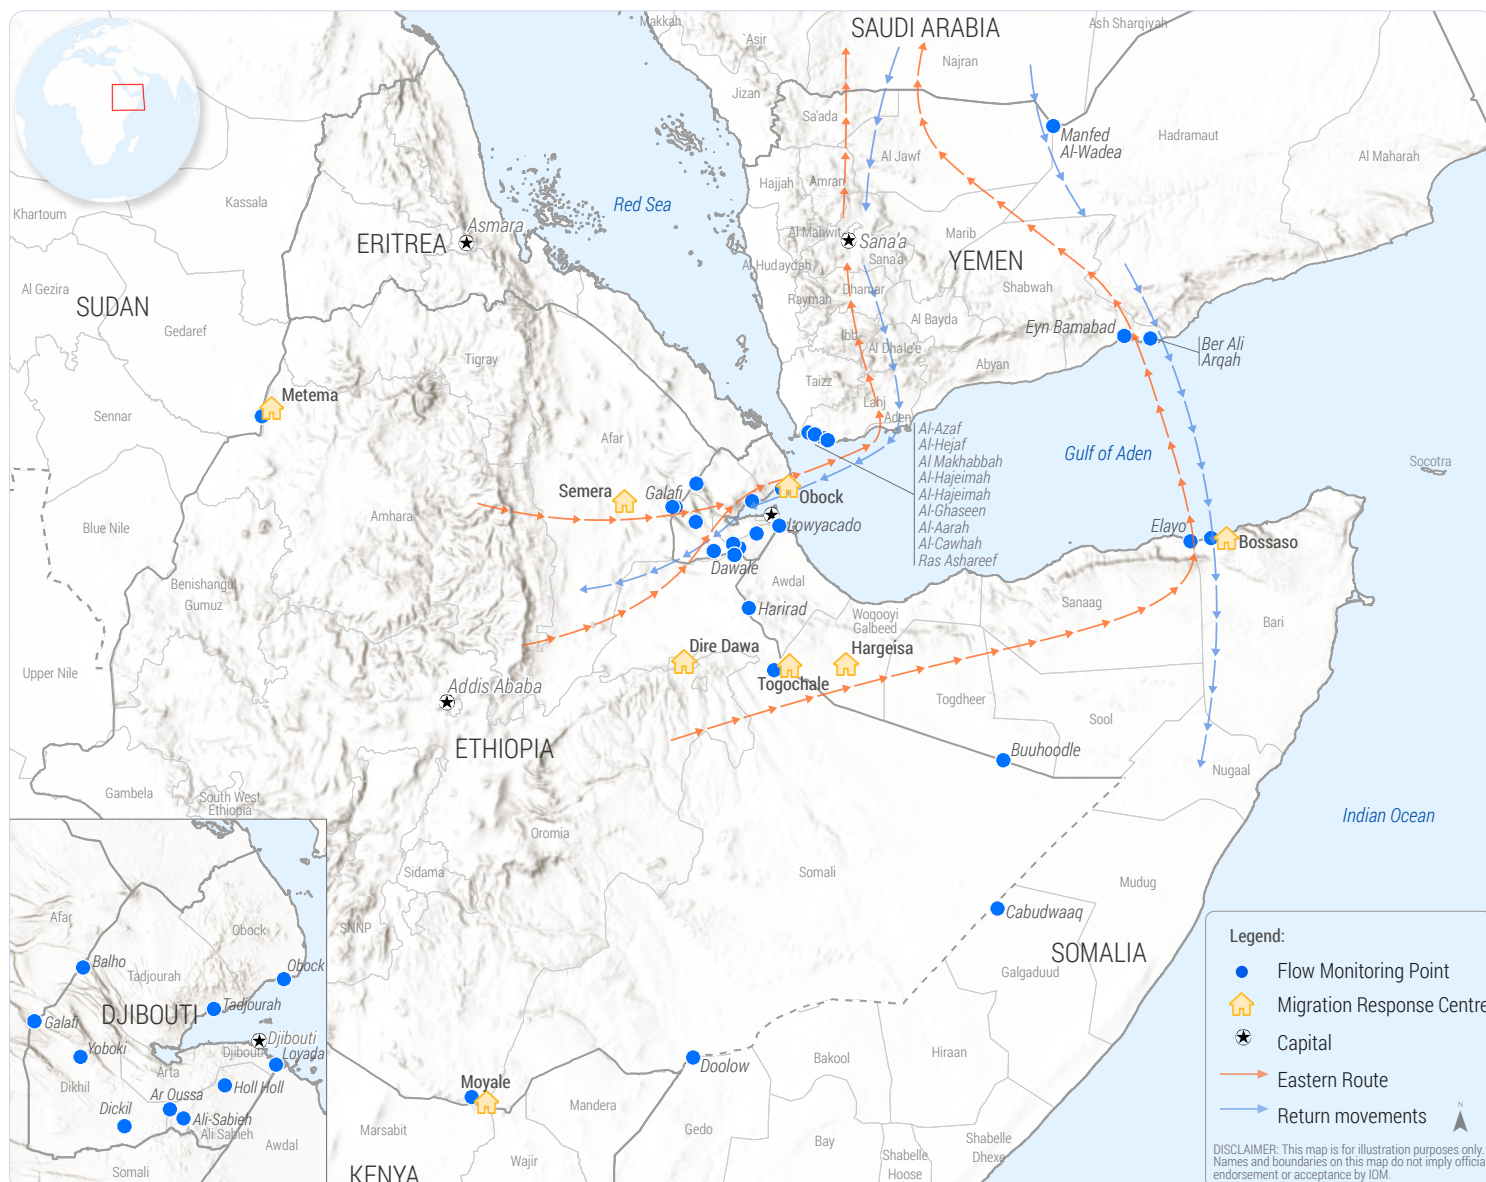 SAUDI ARABIA
Makkah
'Asir
Ash Sharqiyah
Najran
Jizan
Sa'ada
Manfed
Al-Wadea
Hadramaut
Al Maharah
Al Jawf
Hajjah
Amran
Kassala
Khartoum
Red Sea
Asmara
ERITREA
Al Mahwit
Sana'a
Sana'a
Marib
YEMEN
Al Hudaydah
Dhamar
Raymah
Shabwah
Al Gezira
SUDAN
Gedaref
Al Bayda
Ibb
Al Dhale'e
Eyn Bamabad
Ber Ali
Arqah
Abyan
Tigray
Taizz
Lahj
Aden
Metema
Sennar
Afar
Al-Azaf
Al-Hejaf
Al Makhabbah
Al-Hajeimah
Al-Hajeimah
Al-Ghaseen
Al-Aarah
Al-Cawhah
Ras Ashareef
Gulf of Aden
Socotra
Semera
Galafi
Obock
Lowyacado
Amhara
Blue Nile
Elayo
Bossaso
Dawale
Awdal
Benishangul
Gumuz
Harirad
Woqooyi
Galbeed
Sanaag
Bari
Dire Dawa
Hargeisa
Togochale
Upper Nile
Addis Ababa
Togdheer
Sool
ETHIOPIA
Buuhoodle
Nugaal
Gambela
South West
Ethiopia
Oromia
Indian Ocean
Sidama
Somali
Mudug
SNNP
Cabudwaaq
SOMALIA
Galgaduud
Afar
Obock
Balho
Tadjourah
Obock
DJIBOUTI
Tadjourah
Galafi
Djibouti
Djibouti
Yoboki
Loyada
Arta
Dikhil
Holl Holl
Ar Oussa
Dickil
Ali-Sabieh
Ali Sabieh
Awdal
Somali
Hiraan
Bakool
Doolow
Moyale
Mandera
Marsabit
Gedo
Bay
Shabelle
Dhexe
Wajir
Shabelle
Hoose
KENYA
Legend:
Flow Monitoring Point
Migration Response Centre
Capital
Eastern Route
Return movements
N
DISCLAIMER: This map is for illustration purposes only.
Names and boundaries on this map do not imply officia
endorsement or acceptance by IOM.